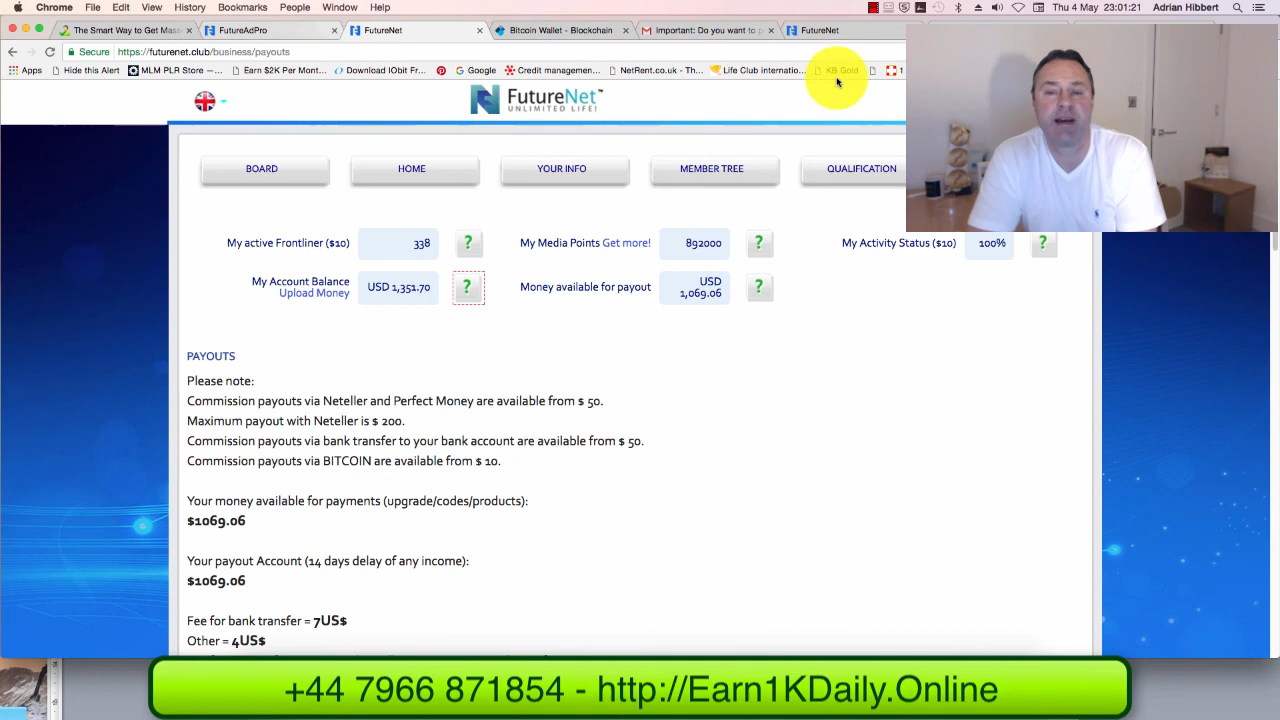 Chrome File Edit View History Bookmarks People Window Help Thu 4 May 23:01:21 Adrian Hibbert
The Smart Way to Get Mass FutureAdPro FutureNet Bitcoin Wallet - Blockchain Important: Do you want to p FutureNet
Secure https://futurenet.club/business/payouts
Apps Hide this Alert MLM PLR Store —... Earn $2K Per Mont... Download IObit Fr... Google Credit managemen... NetRent.co.uk - Th... Life Club internatio... KB Gold 1
FutureNet™
UNLIMITED LIFE!
BOARD HOME YOUR INFO MEMBER TREE QUALIFICATION
My active Frontliner ($10) 338 ? My Media Points Get more! 892000 ? My Activity Status ($10) 100% ?
My Account Balance
Upload Money
USD 1,351.70 ?
Money available for payout
USD
1,069.06
?
PAYOUTS
Please note:
Commission payouts via Neteller and Perfect Money are available from $ 50.
Maximum payout with Neteller is $ 200.
Commission payouts via bank transfer to your bank account are available from $ 50.
Commission payouts via BITCOIN are available from $ 10.
Your money available for payments (upgrade/codes/products):
$1069.06
Your payout Account (14 days delay of any income):
$1069.06
Fee for bank transfer = 7US$
Other = 4US$
+44 7966 871854 - http://Earn1KDaily.Online